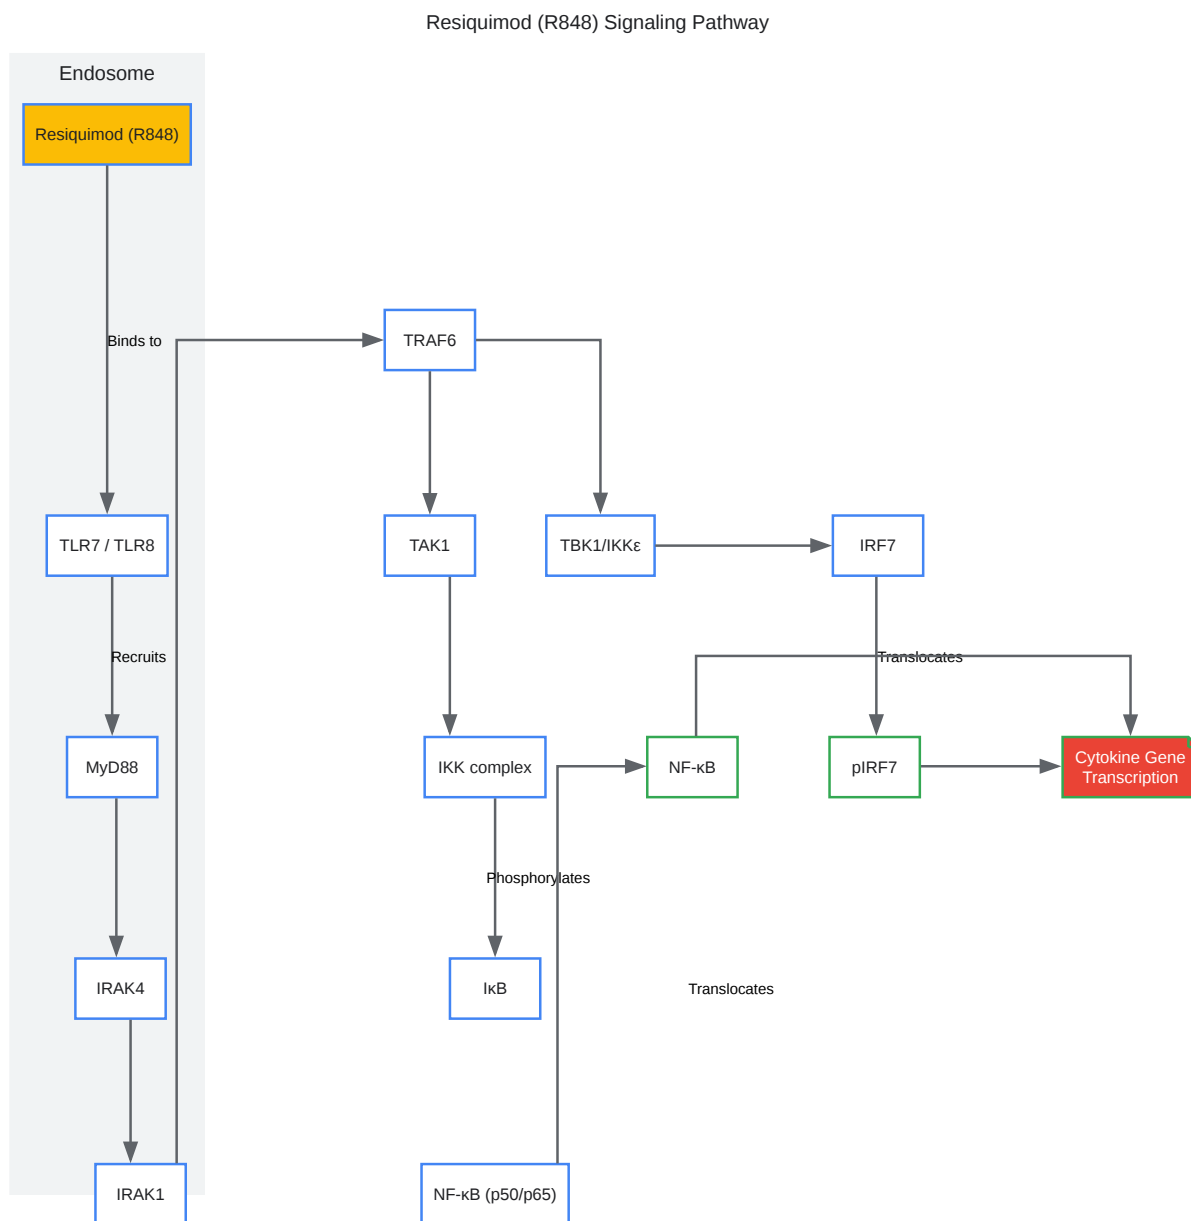 Resiquimod (R848) Signaling Pathway
Endosome
Resiquimod (R848)
Binds to
TRAF6
TLR7 / TLR8
TAK1
TBK1/IKKε
IRF7
Recruits
Translocates
MyD88
IKK complex
NF-κB
pIRF7
Cytokine Gene
Transcription
Phosphorylates
IRAK4
IκB
Translocates
IRAK1
NF-κB (p50/p65)